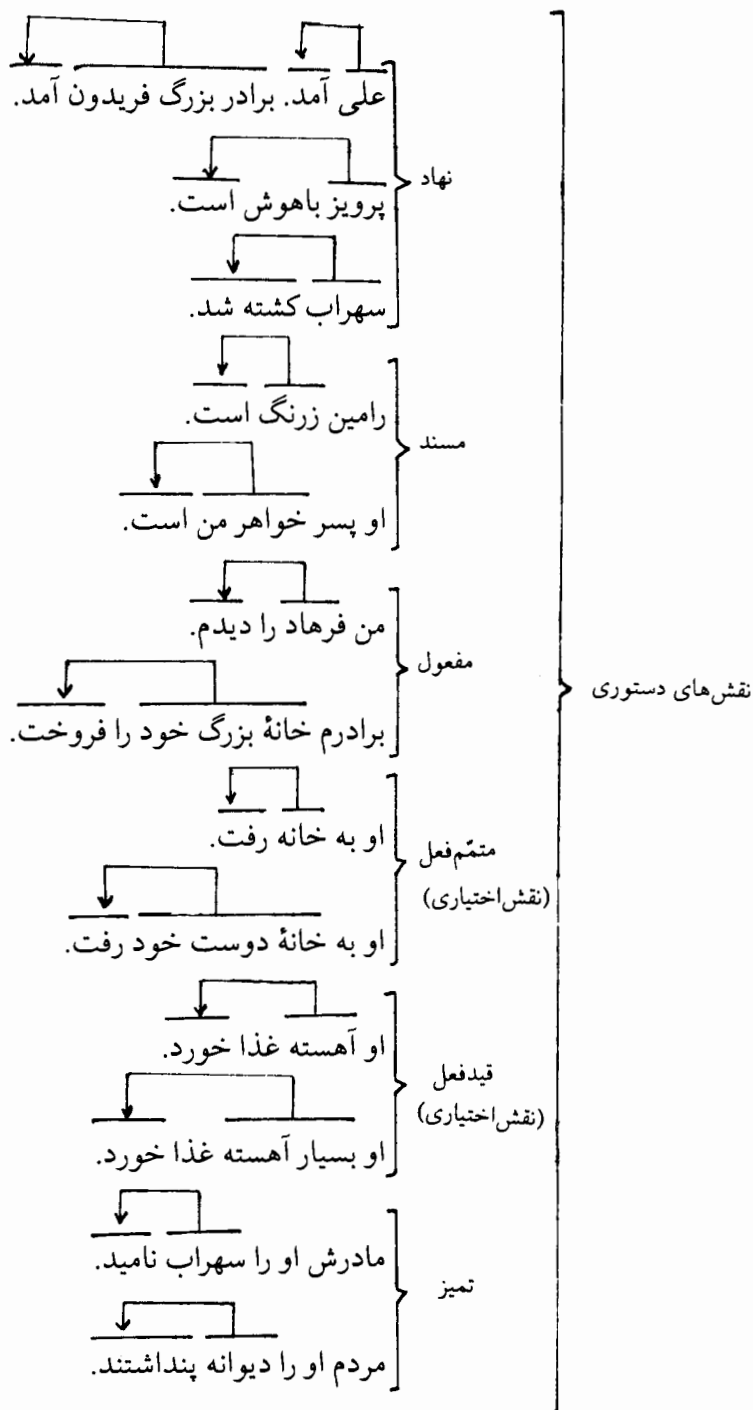 نقش‌های دستوری
نهاد
علی آمد. برادر بزرگ فریدون آمد.
پرویز باهوش است.
سهراب کشته شد.
مسند
رامین زرنگ است.
او پسر خواهر من است.
مفعول
من فرهاد را دیدم.
برادرم خانهٔ بزرگ خود را فروخت.
متمّم‌فعل
(نقش‌اختیاری)
او به خانه رفت.
او به خانهٔ دوست خود رفت.
قیدفعل
(نقش‌اختیاری)
او آهسته غذا خورد.
او بسیار آهسته غذا خورد.
تمیز
مادرش او را سهراب نامید.
مردم او را دیوانه پنداشتند.